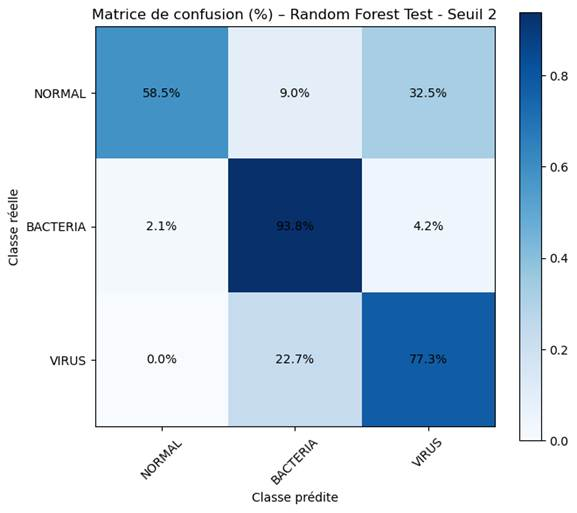 Matrice de confusion (%) – Random Forest Test - Seuil 2
NORMAL 58.5% 9.0% 32.5%
BACTERIA 2.1% 93.8% 4.2%
VIRUS 0.0% 22.7% 77.3%
NORMAL BACTERIA VIRUS
Classe prédite
Classe réelle
0.8
0.6
0.4
0.2
0.0